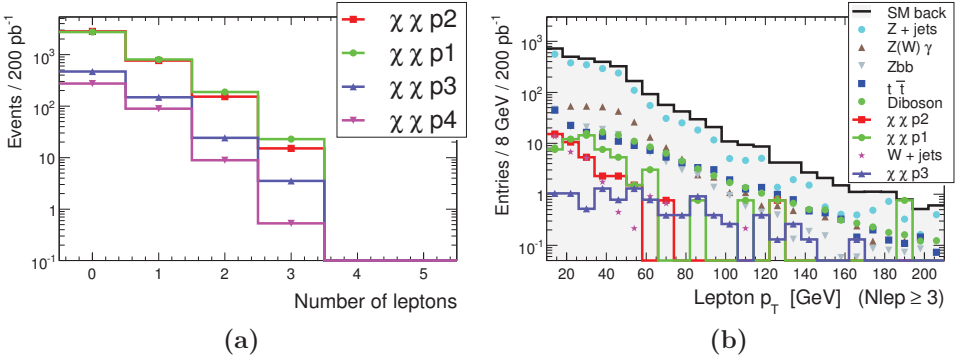 Events / 200 pb⁻¹
10³
10²
10
1
10⁻¹
0 1 2 3 4 5
Number of leptons
χ χ p2
χ χ p1
χ χ p3
χ χ p4
(a)
Entries / 8 GeV / 200 pb⁻¹
10³
10²
10
1
10⁻¹
20 40 60 80 100 120 140 160 180 200
Lepton p_T [GeV] (Nlep ≥ 3)
SM back
Z + jets
Z(W) γ
Zbb
t t̅
Diboson
χ χ p2
χ χ p1
W + jets
χ χ p3
(b)